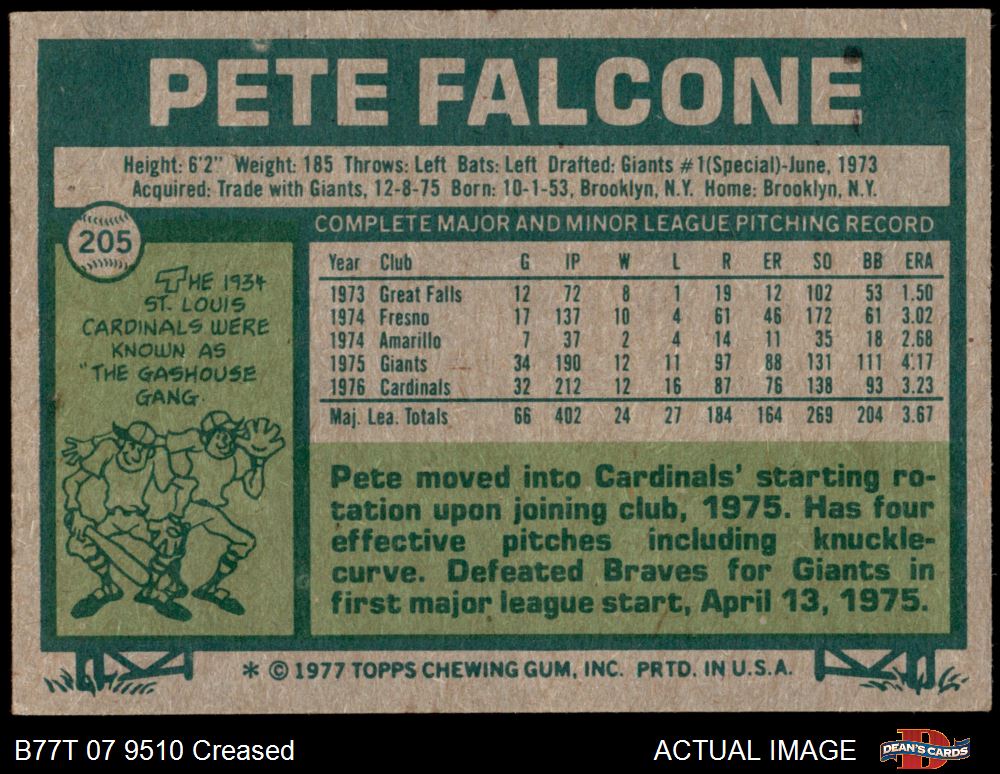 PETE FALCONE
Height: 6'2" Weight: 185 Throws: Left Bats: Left Drafted: Giants #1(Special)-June, 1973
Acquired: Trade with Giants, 12-8-75 Born: 10-1-53, Brooklyn, N.Y. Home: Brooklyn, N.Y.
205
THE 1934
ST. LOUIS
CARDINALS WERE
KNOWN AS
"THE GASHOUSE
GANG.
COMPLETE MAJOR AND MINOR LEAGUE PITCHING RECORD
Year Club G IP W L R ER SO BB ERA
1973 Great Falls 12 72 8 1 19 12 102 53 1.50
1974 Fresno 17 137 10 4 61 46 172 61 3.02
1974 Amarillo 7 37 2 4 14 11 35 18 2.68
1975 Giants 34 190 12 11 97 88 131 111 4.17
1976 Cardinals 32 212 12 16 87 76 138 93 3.23
Maj. Lea. Totals 66 402 24 27 184 164 269 204 3.67
Pete moved into Cardinals' starting ro-
tation upon joining club, 1975. Has four
effective pitches including knuckle-
curve. Defeated Braves for Giants in
first major league start, April 13, 1975.
* © 1977 TOPPS CHEWING GUM, INC. PRTD. IN U.S.A.
B77T 07 9510 Creased
ACTUAL IMAGE
DEAN'S CARDS